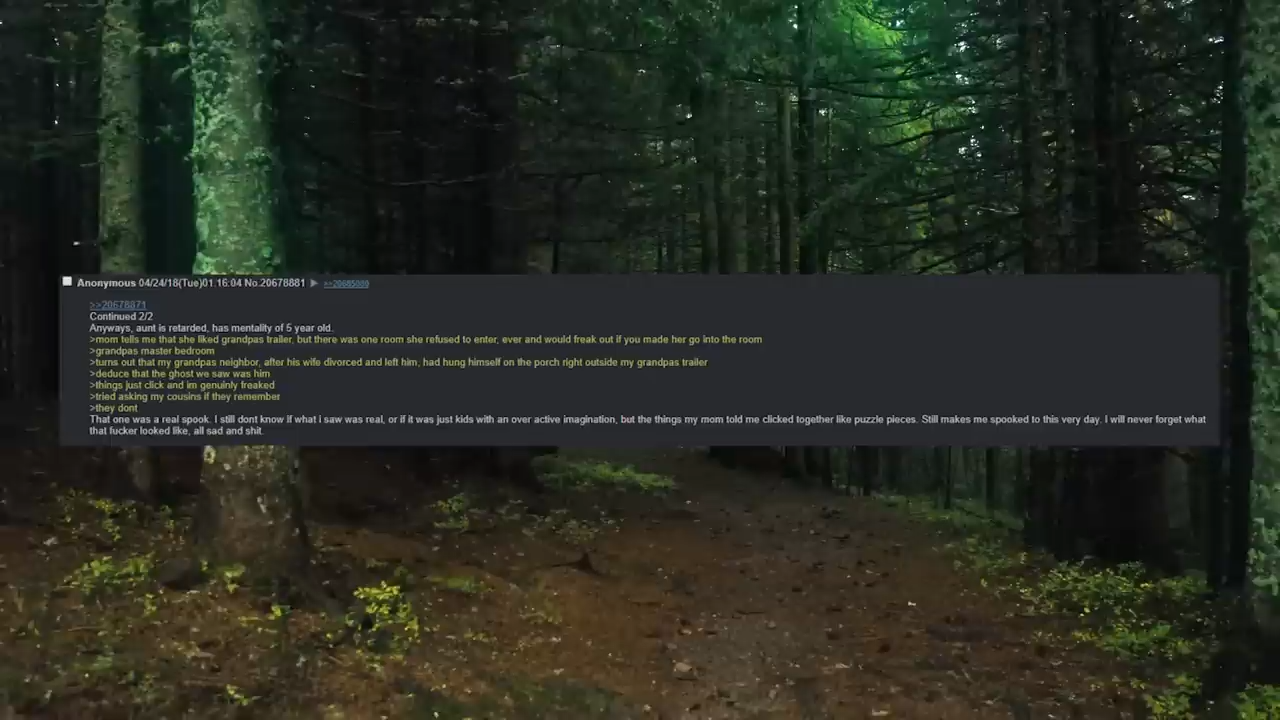 Anonymous 04/24/18(Tue)01:16:04 No.20678881 ▶ >>20685009
>>20678871
Continued 2/2
Anyways, aunt is retarded, has mentality of 5 year old.
>mom tells me that she liked grandpas trailer, but there was one room she refused to enter, ever and would freak out if you made her go into the room
>grandpas master bedroom
>turns out that my grandpas neighbor, after his wife divorced and left him, had hung himself on the porch right outside my grandpas trailer
>deduce that the ghost we saw was him
>things just click and im genuinly freaked
>tried asking my cousins if they remember
>they dont
That one was a real spook. I still dont know if what i saw was real, or if it was just kids with an over active imagination, but the things my mom told me clicked together like puzzle pieces. Still makes me spooked to this very day. I will never forget what
that fucker looked like, all sad and shit.